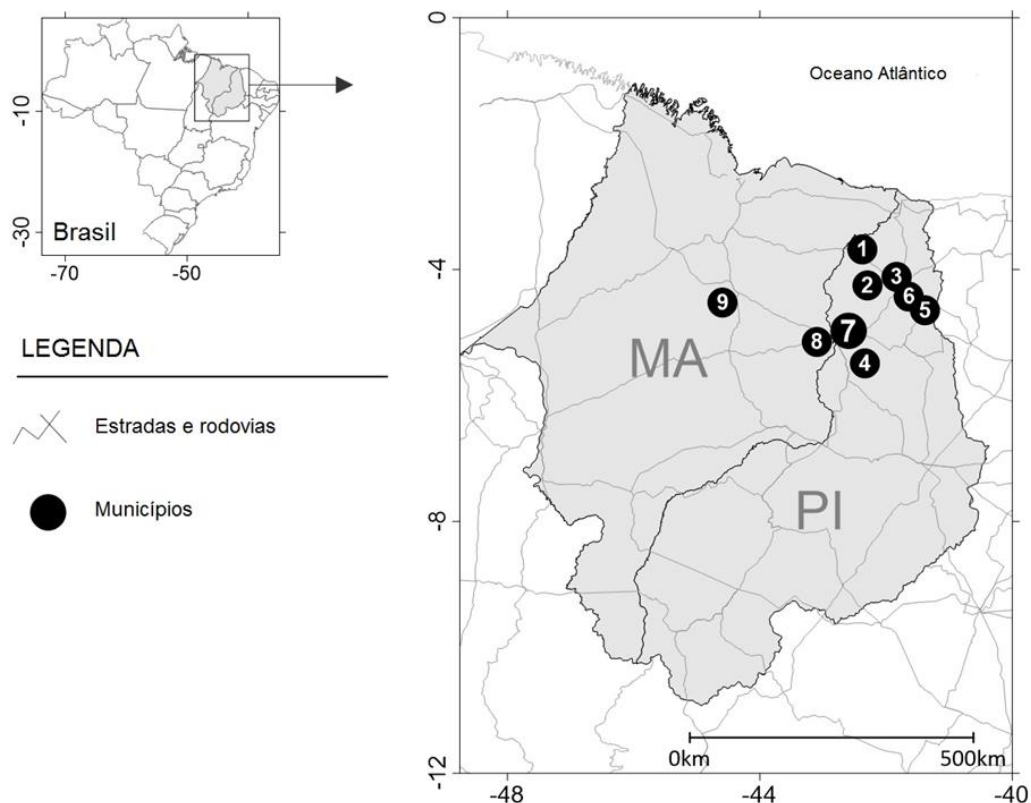 -10
-30
Brasil
-70
-50
LEGENDA
Estradas e rodovias
Municípios
0
-4
-8
-12
Oceano Atlântico
1
2
3
6
5
9
8
7
4
MA
PI
0km
500km
-48
-44
-40